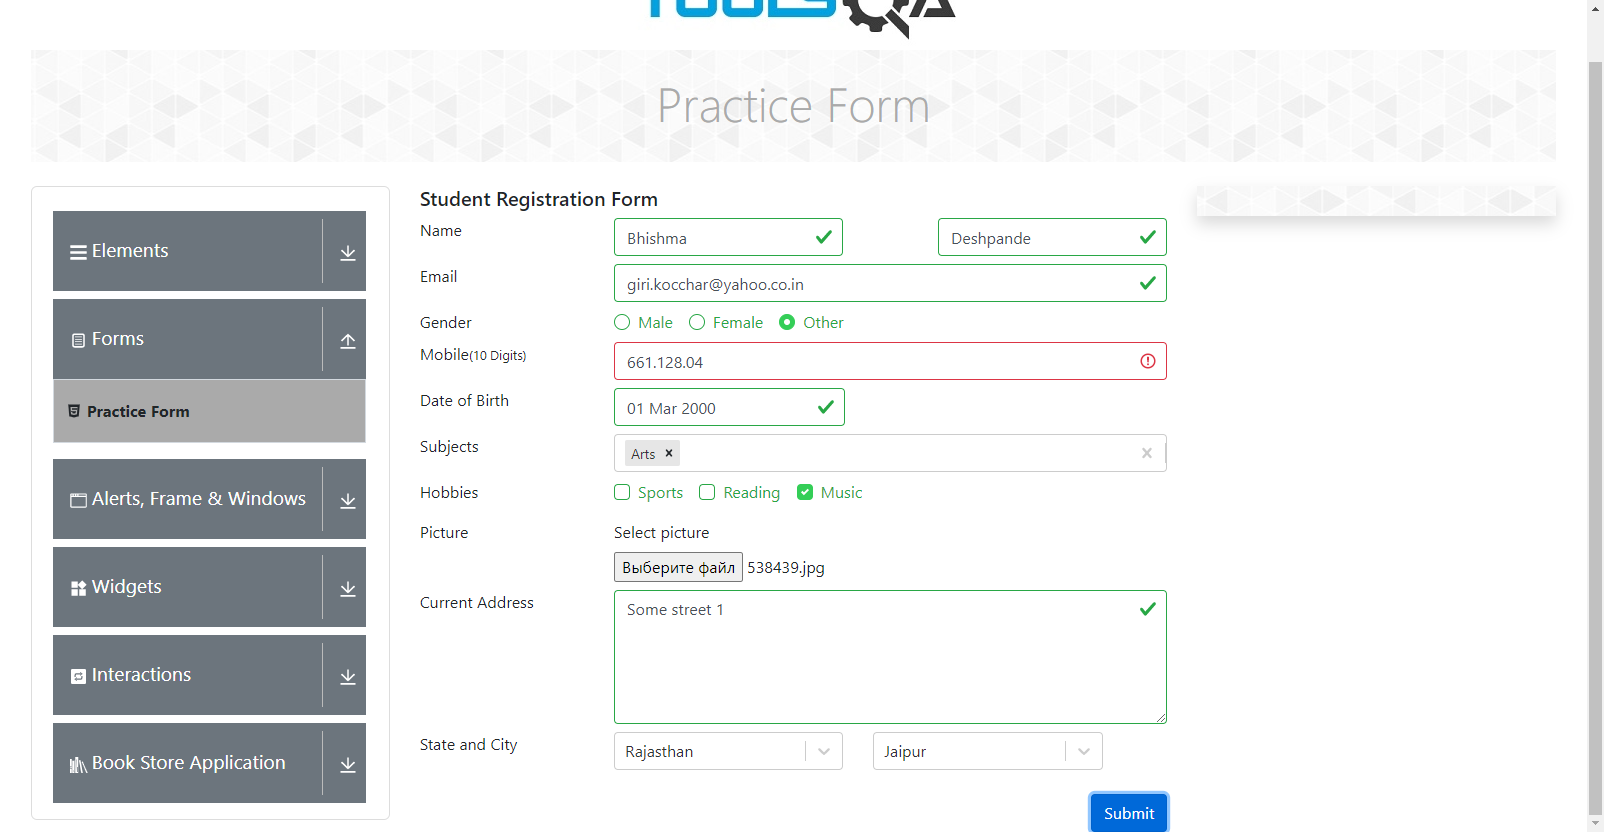 TOOLSQA
Practice Form
Elements
Forms
Practice Form
Alerts, Frame & Windows
Widgets
Interactions
Book Store Application
Student Registration Form
Name
Bhishma
Deshpande
Email
giri.kocchar@yahoo.co.in
Gender
Male
Female
Other
Mobile(10 Digits)
661.128.04
Date of Birth
01 Mar 2000
Subjects
Arts
Hobbies
Sports
Reading
Music
Picture
Select picture
Выберите файл 538439.jpg
Current Address
Some street 1
State and City
Rajasthan
Jaipur
Submit